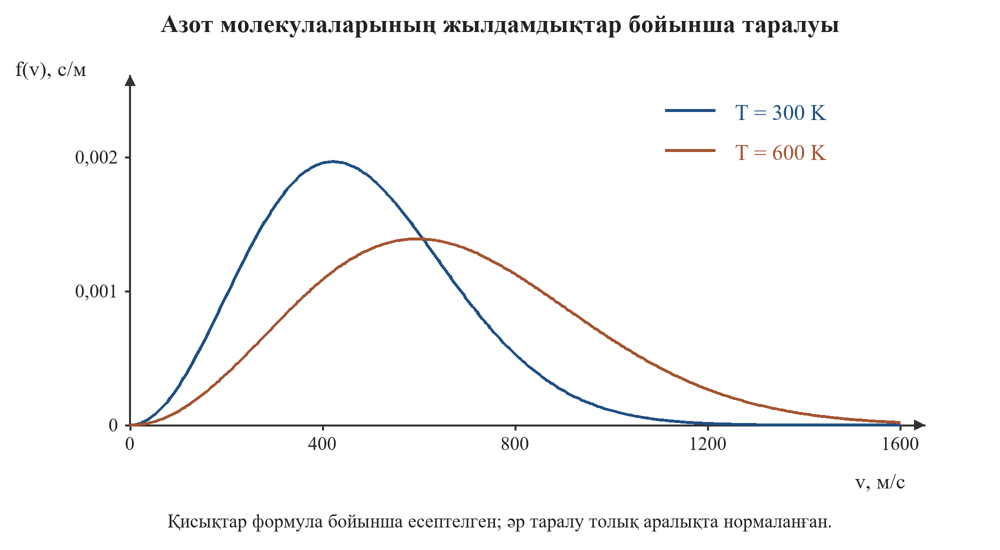 Азот молекулаларының жылдамдықтар бойынша таралуы
f(v), с/м
T = 300 K
T = 600 K
0,002
0,001
0
0
400
800
1200
1600
v, м/с
Қисықтар формула бойынша есептелген; әр таралу толық аралықта нормаланған.